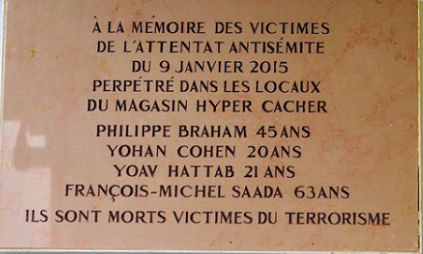 À LA MÉMOIRE DES VICTIMES
DE L'ATTENTAT ANTISÉMITE
DU 9 JANVIER 2015
PERPÉTRÉ DANS LES LOCAUX
DU MAGASIN HYPER CACHER
PHILIPPE BRAHAM 45 ANS
YOHAN COHEN 20 ANS
YOAV HATTAB 21 ANS
FRANÇOIS-MICHEL SAADA 63 ANS
ILS SONT MORTS VICTIMES DU TERRORISME